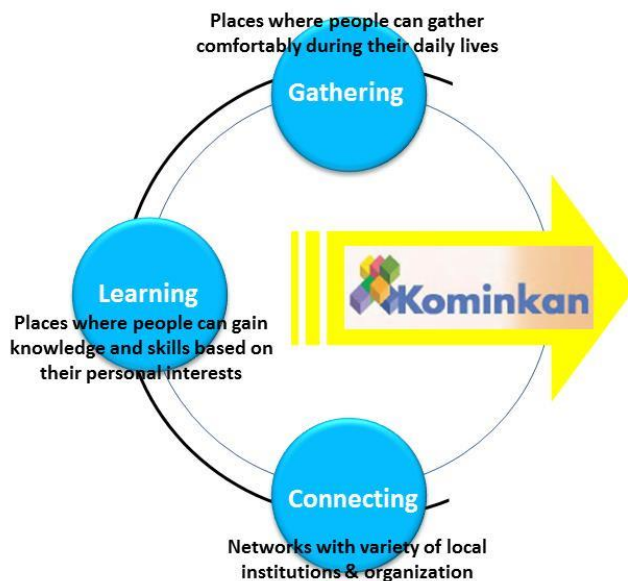 Places where people can gather
comfortably during their daily lives
Gathering
Kominkan
Learning
Places where people can gain
knowledge and skills based on
their personal interests
Connecting
Networks with variety of local
institutions & organization